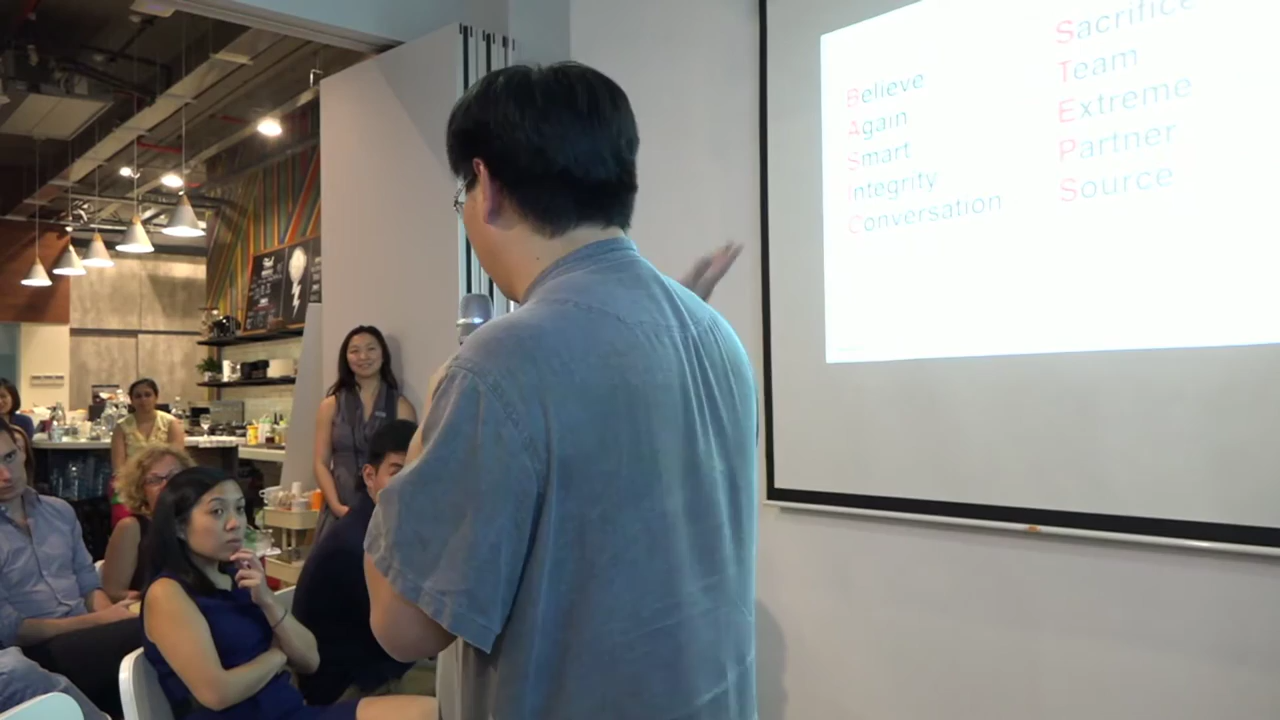 Believe
Again
Smart
Integrity
Conversation
Sacrifice
Team
Extreme
Partner
Source